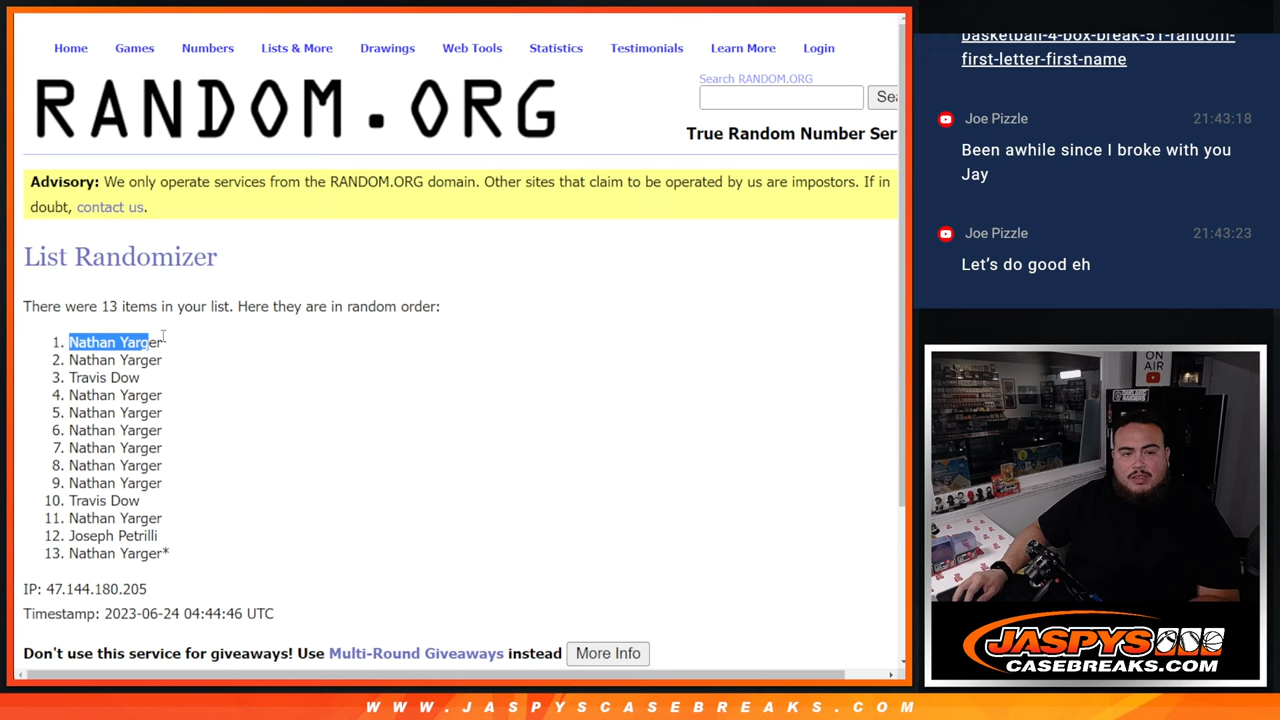 Home Games Numbers Lists & More Drawings Web Tools Statistics Testimonials Learn More Login
RANDOM.ORG
Search RANDOM.ORG
Sea
True Random Number Ser
Advisory: We only operate services from the RANDOM.ORG domain. Other sites that claim to be operated by us are impostors. If in
doubt, contact us.
List Randomizer
There were 13 items in your list. Here they are in random order:
1. Nathan Yarger
2. Nathan Yarger
3. Travis Dow
4. Nathan Yarger
5. Nathan Yarger
6. Nathan Yarger
7. Nathan Yarger
8. Nathan Yarger
9. Nathan Yarger
10. Travis Dow
11. Nathan Yarger
12. Joseph Petrilli
13. Nathan Yarger*
IP: 47.144.180.205
Timestamp: 2023-06-24 04:44:46 UTC
Don't use this service for giveaways! Use Multi-Round Giveaways instead More Info
basketball-4-box-break-51-random-
first-letter-first-name
Joe Pizzle 21:43:18
Been awhile since I broke with you
Jay
Joe Pizzle 21:43:23
Let's do good eh
ON
AIR
JASPYS
CASEBREAKS.COM
WWW.JASPYSCASEBREAKS.COM